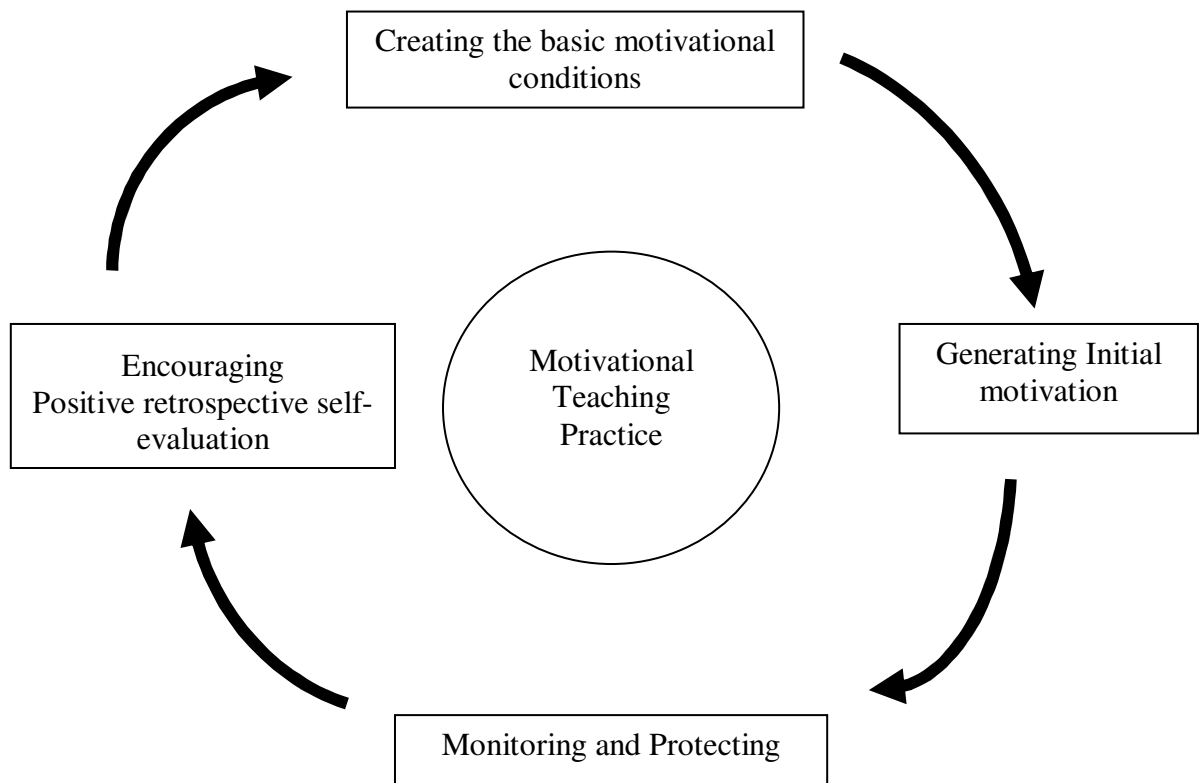 Creating the basic motivational
conditions
Generating Initial
motivation
Encouraging
Positive retrospective self-
evaluation
Motivational
Teaching
Practice
Monitoring and Protecting